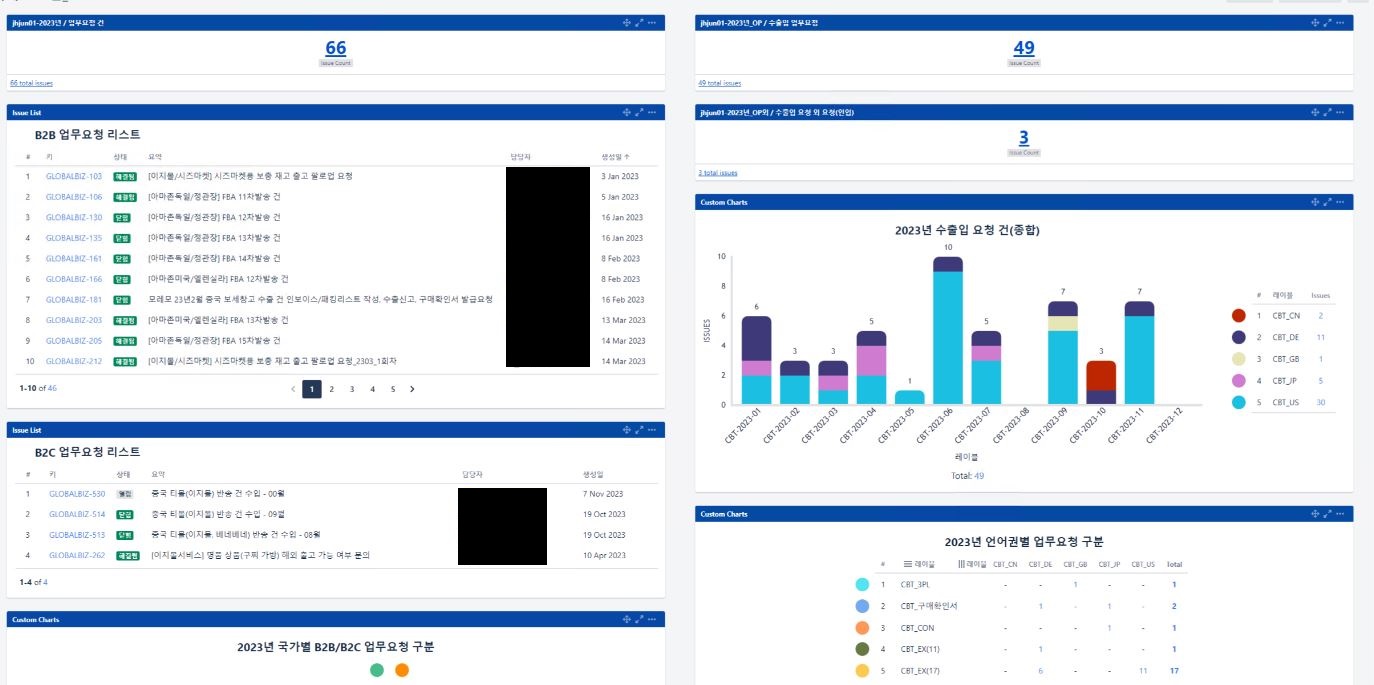 jhjun01-2023년 / 업무요청 건
66
Issue Count
66 total issues
Issue List
B2B 업무요청 리스트
# 키 상태 요약 담당자 생성일 ↑
1 GLOBALBIZ-103 해결됨 [이지몰/시즈마켓] 시즈마켓용 보충 재고 출고 팔로업 요청 3 Jan 2023
2 GLOBALBIZ-106 해결됨 [아마존독일/정관장] FBA 11차발송 건 5 Jan 2023
3 GLOBALBIZ-130 닫힘 [아마존독일/정관장] FBA 12차발송 건 16 Jan 2023
4 GLOBALBIZ-135 닫힘 [아마존독일/정관장] FBA 13차발송 건 16 Jan 2023
5 GLOBALBIZ-161 닫힘 [아마존독일/정관장] FBA 14차발송 건 8 Feb 2023
6 GLOBALBIZ-166 닫힘 [아마존미국/엘렌실라] FBA 12차발송 건 8 Feb 2023
7 GLOBALBIZ-181 닫힘 모레모 23년2월 중국 보세창고 수출 건 인보이스/패킹리스트 작성, 수출신고, 구매확인서 발급요청 16 Feb 2023
8 GLOBALBIZ-203 해결됨 [아마존미국/엘렌실라] FBA 13차발송 건 13 Mar 2023
9 GLOBALBIZ-205 해결됨 [아마존독일/정관장] FBA 15차발송 건 14 Mar 2023
10 GLOBALBIZ-212 해결됨 [이지몰/시즈마켓] 시즈마켓용 보충 재고 출고 팔로업 요청_2303_1회차 14 Mar 2023
1-10 of 46
1 2 3 4 5
Issue List
B2C 업무요청 리스트
# 키 상태 요약 담당자 생성일
1 GLOBALBIZ-530 열림 중국 티몰(이지몰) 반송 건 수입 - 00월 7 Nov 2023
2 GLOBALBIZ-514 닫힘 중국 티몰(이지몰) 반송 건 수입 - 09월 19 Oct 2023
3 GLOBALBIZ-513 닫힘 중국 티몰(이지몰, 베네베네) 반송 건 수입 - 08월 19 Oct 2023
4 GLOBALBIZ-262 해결됨 [이지몰서비스] 명품 상품(구찌 가방) 해외 출고 가능 여부 문의 10 Apr 2023
1-4 of 4
Custom Charts
2023년 국가별 B2B/B2C 업무요청 구분
jhjun01-2023년_OP / 수출입 업무요청
49
Issue Count
49 total issues
jhjun01-2023년_OP외 / 수출입 요청 외 요청(인입)
3
Issue Count
3 total issues
Custom Charts
2023년 수출입 요청 건(종합)
ISSUES
10
8
6
4
2
0
6 3 3 5 1 10 5 7 3 7
CBT-2023-01 CBT-2023-02 CBT-2023-03 CBT-2023-04 CBT-2023-05 CBT-2023-06 CBT-2023-07 CBT-2023-08 CBT-2023-09 CBT-2023-10 CBT-2023-11 CBT-2023-12
레이블
Total: 49
# 레이블 Issues
1 CBT_CN 2
2 CBT_DE 11
3 CBT_GB 1
4 CBT_JP 5
5 CBT_US 30
Custom Charts
2023년 언어권별 업무요청 구분
# 레이블 레이블 CBT_CN CBT_DE CBT_GB CBT_JP CBT_US Total
1 CBT_3PL - - 1 - - 1
2 CBT_구매확인서 - 1 - 1 - 2
3 CBT_CON - - - 1 - 1
4 CBT_EX(11) - 1 - - - 1
5 CBT_EX(17) - 6 - - 11 17